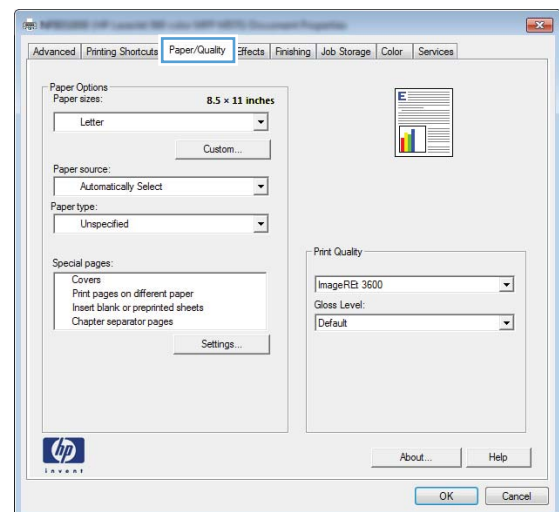 Advanced Printing Shortcuts Paper/Quality Effects Finishing Job Storage Color Services
Paper Options
Paper sizes: 8.5 × 11 inches
Letter
Custom...
Paper source:
Automatically Select
Paper type:
Unspecified
Special pages:
Covers
Print pages on different paper
Insert blank or preprinted sheets
Chapter separator pages
Settings...
E
Print Quality
ImageREt 3600
Gloss Level:
Default
hp
invent
About... Help
OK Cancel